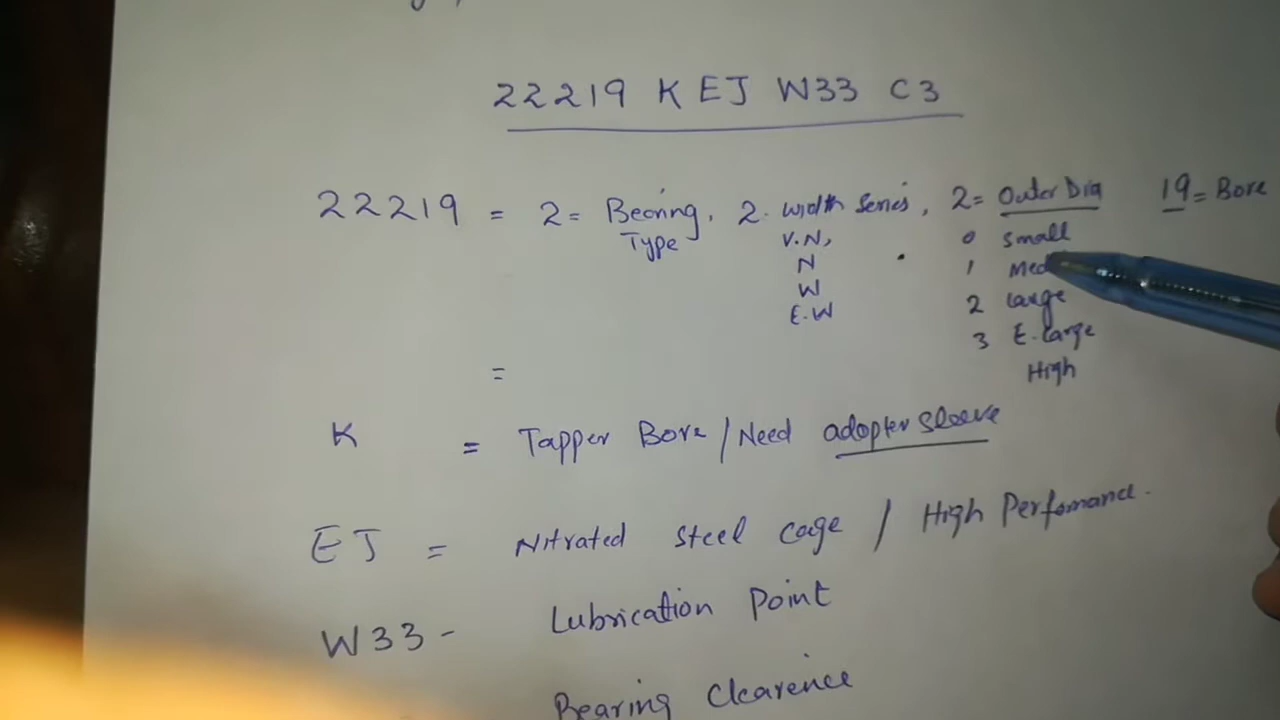 22219 K EJ W33 C3
22219 = 2 = Bearing Type, 2. width Series, 2 = Outer Dia 19 = Bore
V.N,
N
W
E.W
0 Small
1
2 Large
3 E.Large
High
=
K = Tapper Bore / Need adopter Sleeve
EJ = Nitrated Steel cage / High Perfomance.
W33 - Lubrication Point
Bearing Clearence